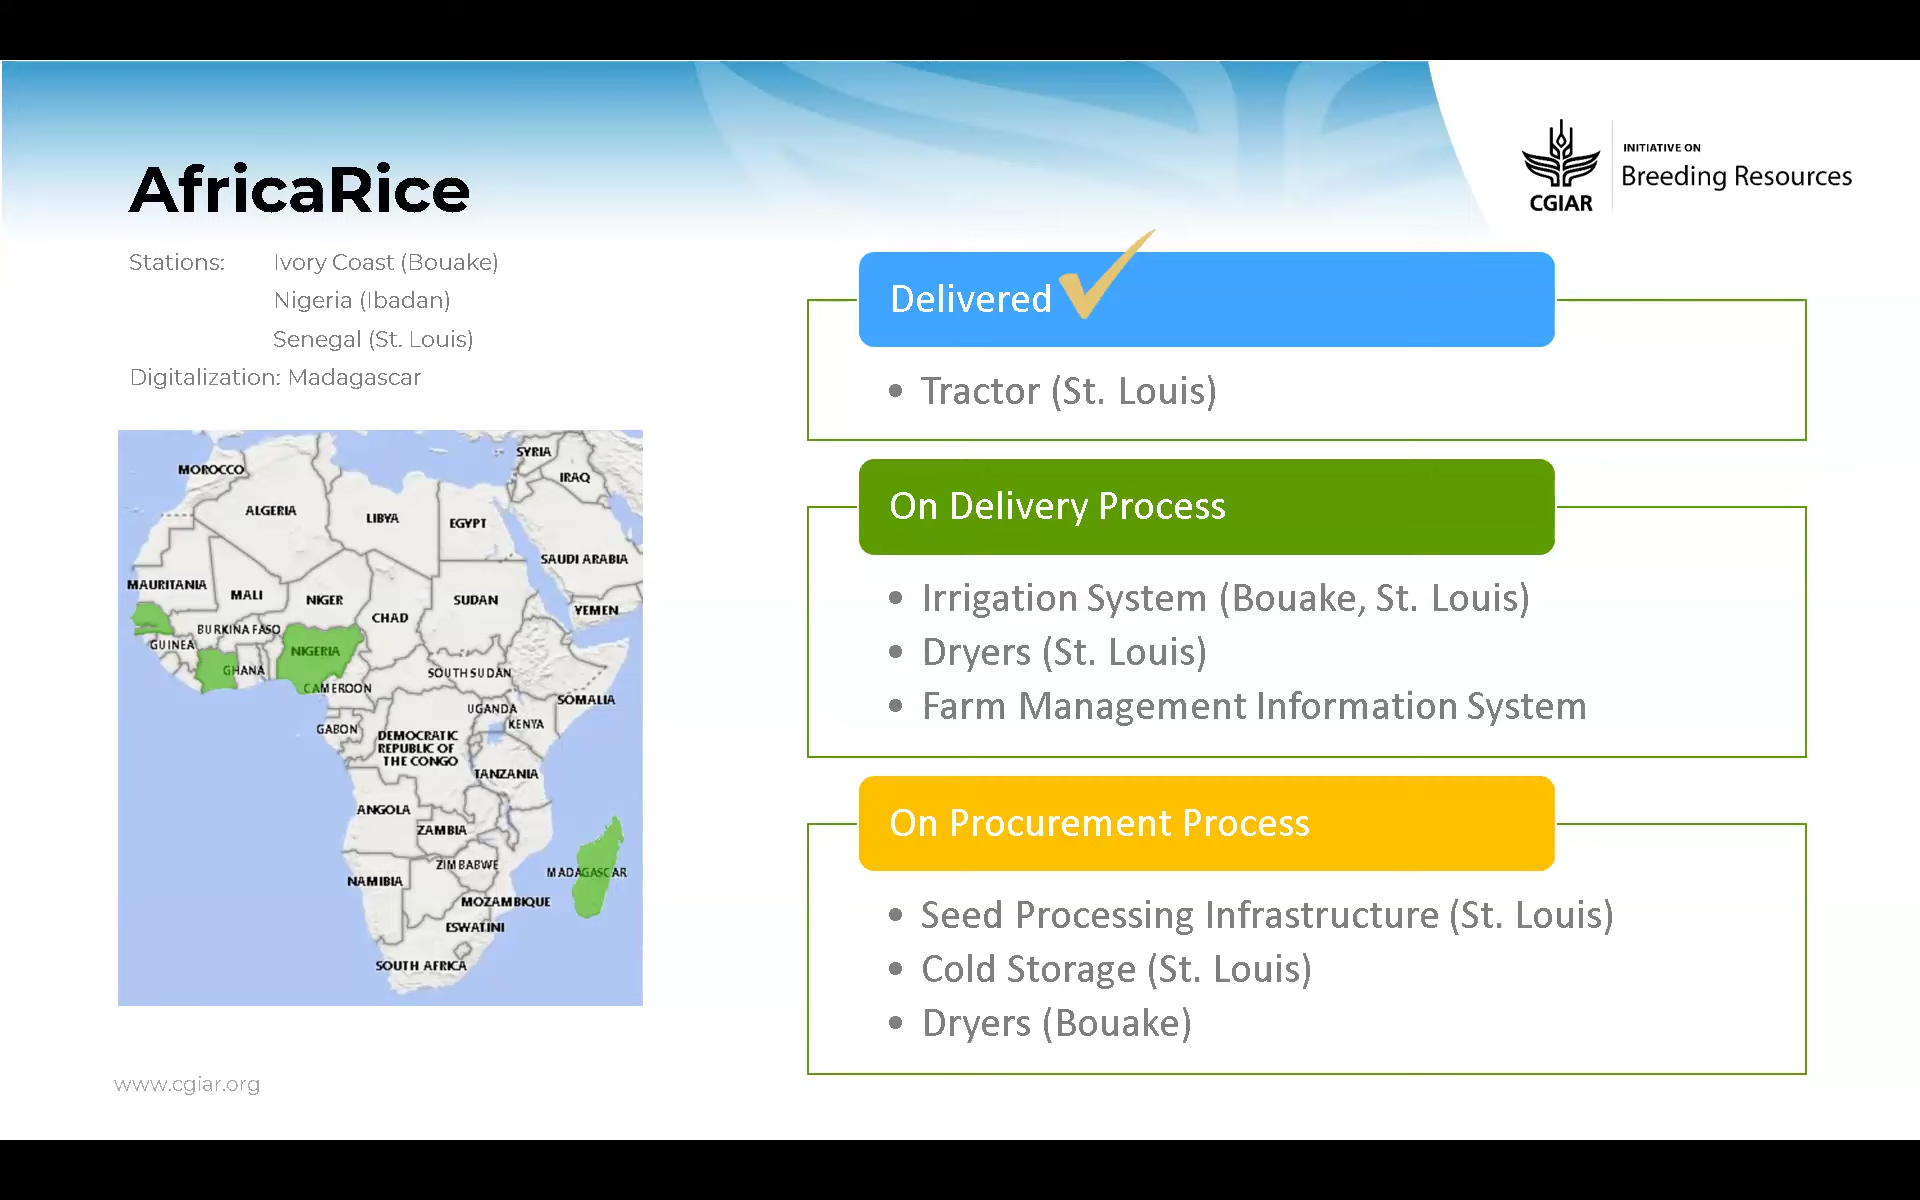 AfricaRice
INITIATIVE ON
Breeding Resources
CGIAR
Stations: Ivory Coast (Bouake)
Nigeria (Ibadan)
Senegal (St. Louis)
Digitalization: Madagascar
Delivered
• Tractor (St. Louis)
On Delivery Process
• Irrigation System (Bouake, St. Louis)
• Dryers (St. Louis)
• Farm Management Information System
On Procurement Process
• Seed Processing Infrastructure (St. Louis)
• Cold Storage (St. Louis)
• Dryers (Bouake)
SYRIA
MOROCCO
IRAQ
ALGERIA
LIBYA
EGYPT
SAUDI ARABIA
MAURITANIA
MALI
NIGER
SUDAN
YEMEN
CHAD
BURKINA FASO
GUINEA
NIGERIA
GHANA
SOUTH SUDAN
CAMEROON
SOMALIA
UGANDA
KENYA
GABON
DEMOCRATIC
REPUBLIC OF
THE CONGO
TANZANIA
ANGOLA
ZAMBIA
ZIMBABWE
MADAGASCAR
NAMIBIA
MOZAMBIQUE
ESWATINI
SOUTH AFRICA
www.cgiar.org